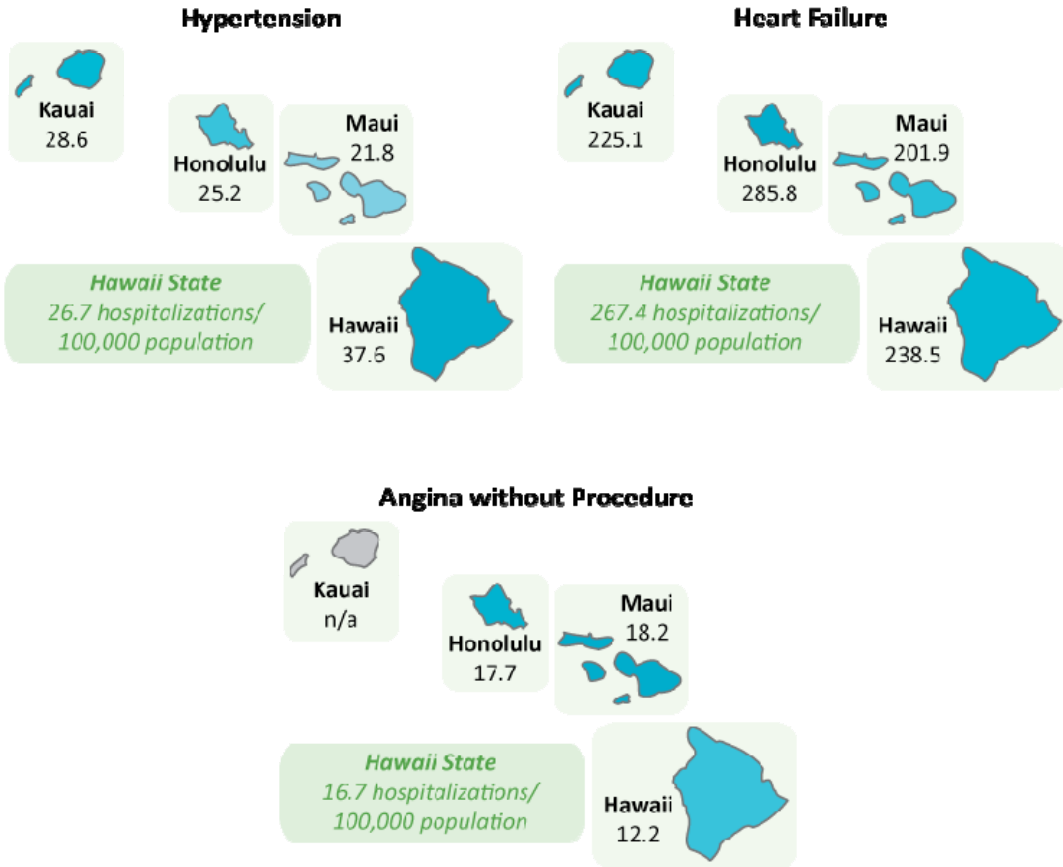 Hypertension
Kauai
28.6
Honolulu
25.2
Maui
21.8
Hawaii State
26.7 hospitalizations/
100,000 population
Hawaii
37.6
Heart Failure
Kauai
225.1
Honolulu
285.8
Maui
201.9
Hawaii State
267.4 hospitalizations/
100,000 population
Hawaii
238.5
Angina without Procedure
Kauai
n/a
Honolulu
17.7
Maui
18.2
Hawaii State
16.7 hospitalizations/
100,000 population
Hawaii
12.2